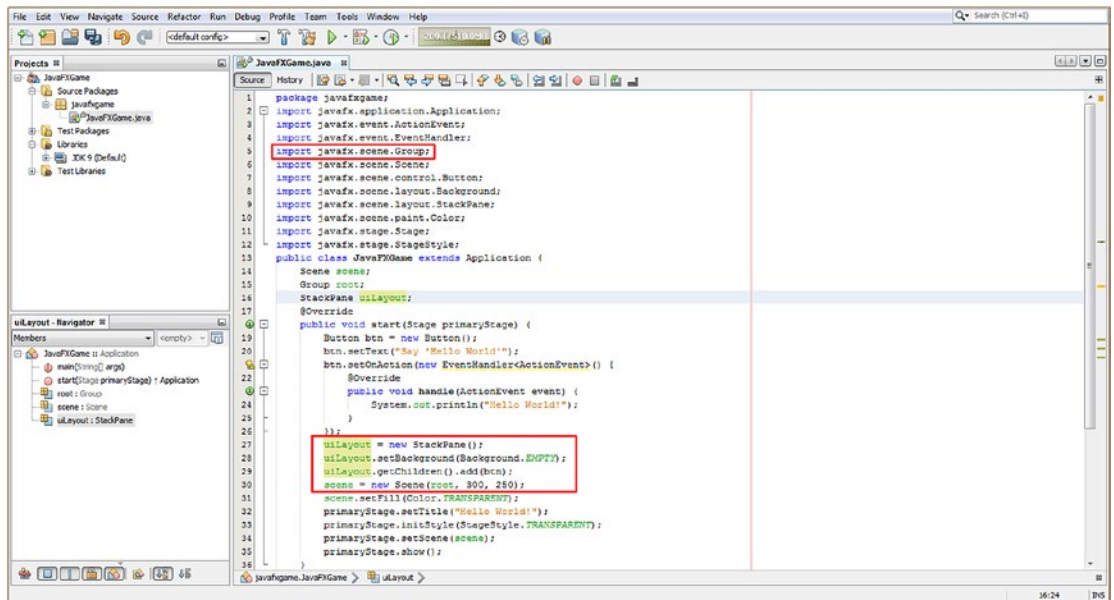 File Edit View Navigate Source Refactor Run Debug Profile Team Tools Window Help
Search (Ctrl+I)
<default config>
Projects
JavaFXGame
Source Packages
javafxgame
JavaFXGame.java
Test Packages
Libraries
JDK 9 (Default)
Test Libraries
uiLayout - Navigator
Members
<empty>
JavaFXGame :: Application
main(String[] args)
start(Stage primaryStage) ↑ Application
root : Group
scene : Scene
uiLayout : StackPane
JavaFXGame.java
Source History
1 package javafxgame;
2 import javafx.application.Application;
3 import javafx.event.ActionEvent;
4 import javafx.event.EventHandler;
5 import javafx.scene.Group;
6 import javafx.scene.Scene;
7 import javafx.scene.control.Button;
8 import javafx.scene.layout.Background;
9 import javafx.scene.layout.StackPane;
10 import javafx.scene.paint.Color;
11 import javafx.stage.Stage;
12 import javafx.stage.StageStyle;
13 public class JavaFXGame extends Application {
14 Scene scene;
15 Group root;
16 StackPane uiLayout;
17 @Override
public void start(Stage primaryStage) {
19 Button btn = new Button();
20 btn.setText("Say 'Hello World'");
btn.setOnAction(new EventHandler<ActionEvent>() {
22 @Override
public void handle(ActionEvent event) {
24 System.out.println("Hello World!");
25 }
26 });
27 uiLayout = new StackPane();
28 uiLayout.setBackground(Background.EMPTY);
29 uiLayout.getChildren().add(btn);
30 scene = new Scene(root, 300, 250);
31 scene.setFill(Color.TRANSPARENT);
32 primaryStage.setTitle("Hello World!");
33 primaryStage.initStyle(StageStyle.TRANSPARENT);
34 primaryStage.setScene(scene);
35 primaryStage.show();
36 }
javafxgame.JavaFXGame
uiLayout
16:24
INS